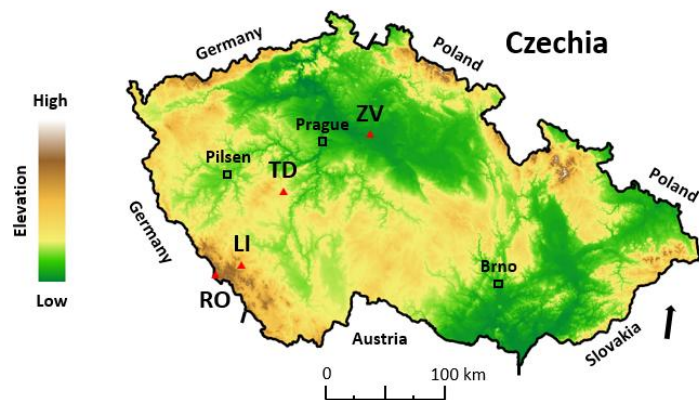 Czechia
Germany
Poland
High
Elevation
Low
ZV
Prague
Pilsen
TD
Poland
Germany
LI
RO
Brno
Austria
Slovakia
0
100 km